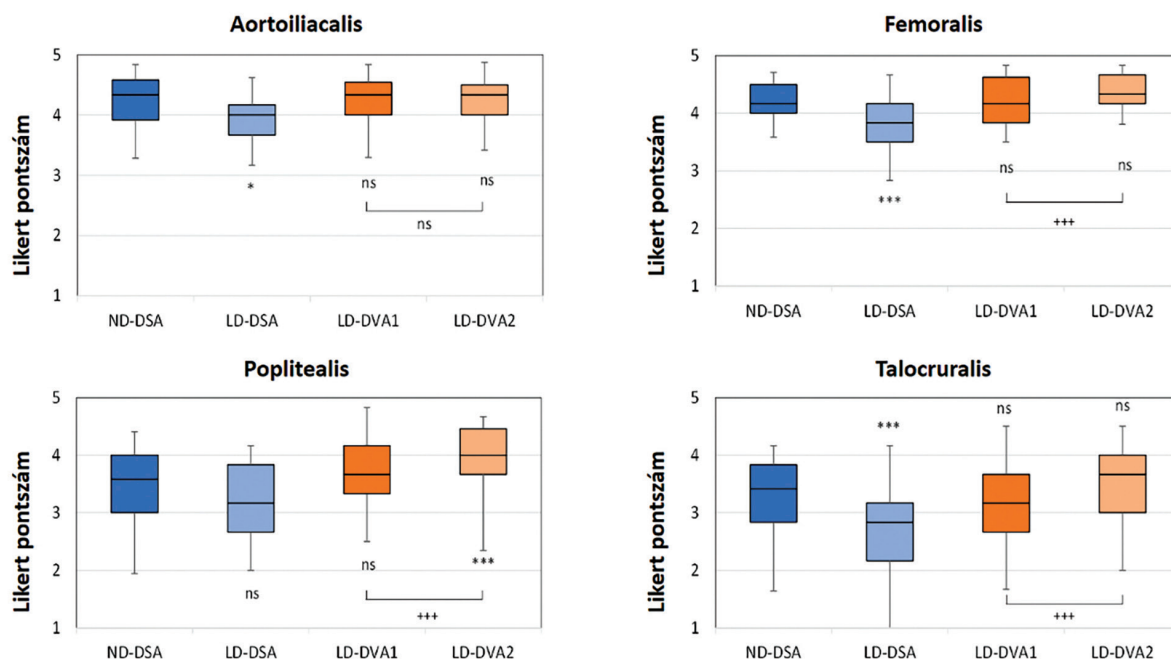 Aortoiliacalis
Likert pontszám
5
4
3
2
1
*
ns
ns
ns
ND-DSA LD-DSA LD-DVA1 LD-DVA2
Femoralis
Likert pontszám
5
4
3
2
1
***
ns
ns
+++
ND-DSA LD-DSA LD-DVA1 LD-DVA2
Poplitealis
Likert pontszám
5
4
3
2
1
ns
ns
***
+++
ND-DSA LD-DSA LD-DVA1 LD-DVA2
Talocruralis
Likert pontszám
5
4
3
2
1
***
ns
ns
+++
ND-DSA LD-DSA LD-DVA1 LD-DVA2